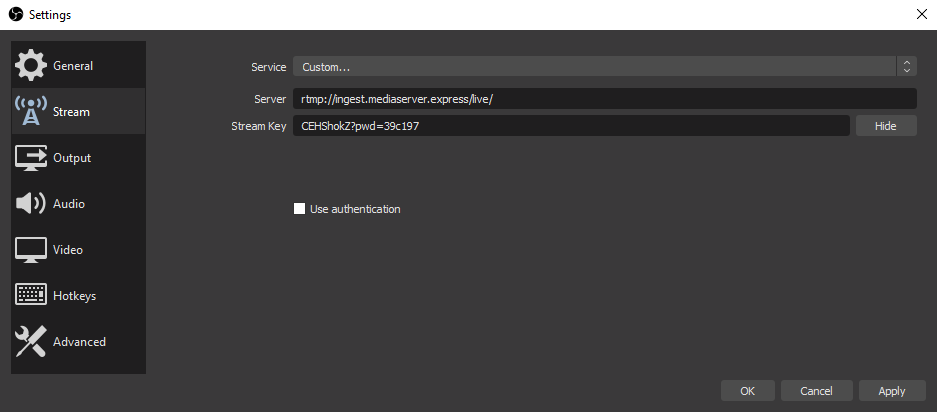 Settings
General
Stream
Output
Audio
Video
Hotkeys
Advanced
Service Custom...
Server rtmp://ingest.mediaserver.express/live/
Stream Key CEHShokZ?pwd=39c197 Hide
Use authentication
OK Cancel Apply